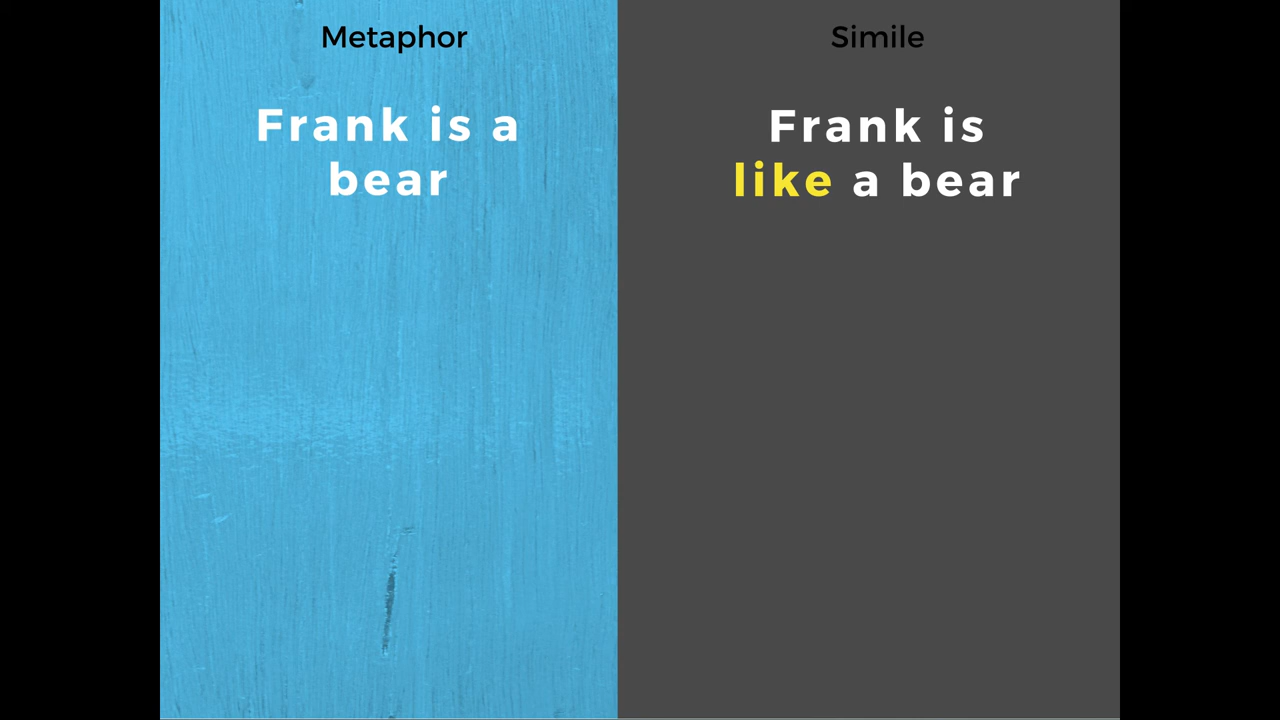 Metaphor
Frank is a
bear
Simile
Frank is
like a bear